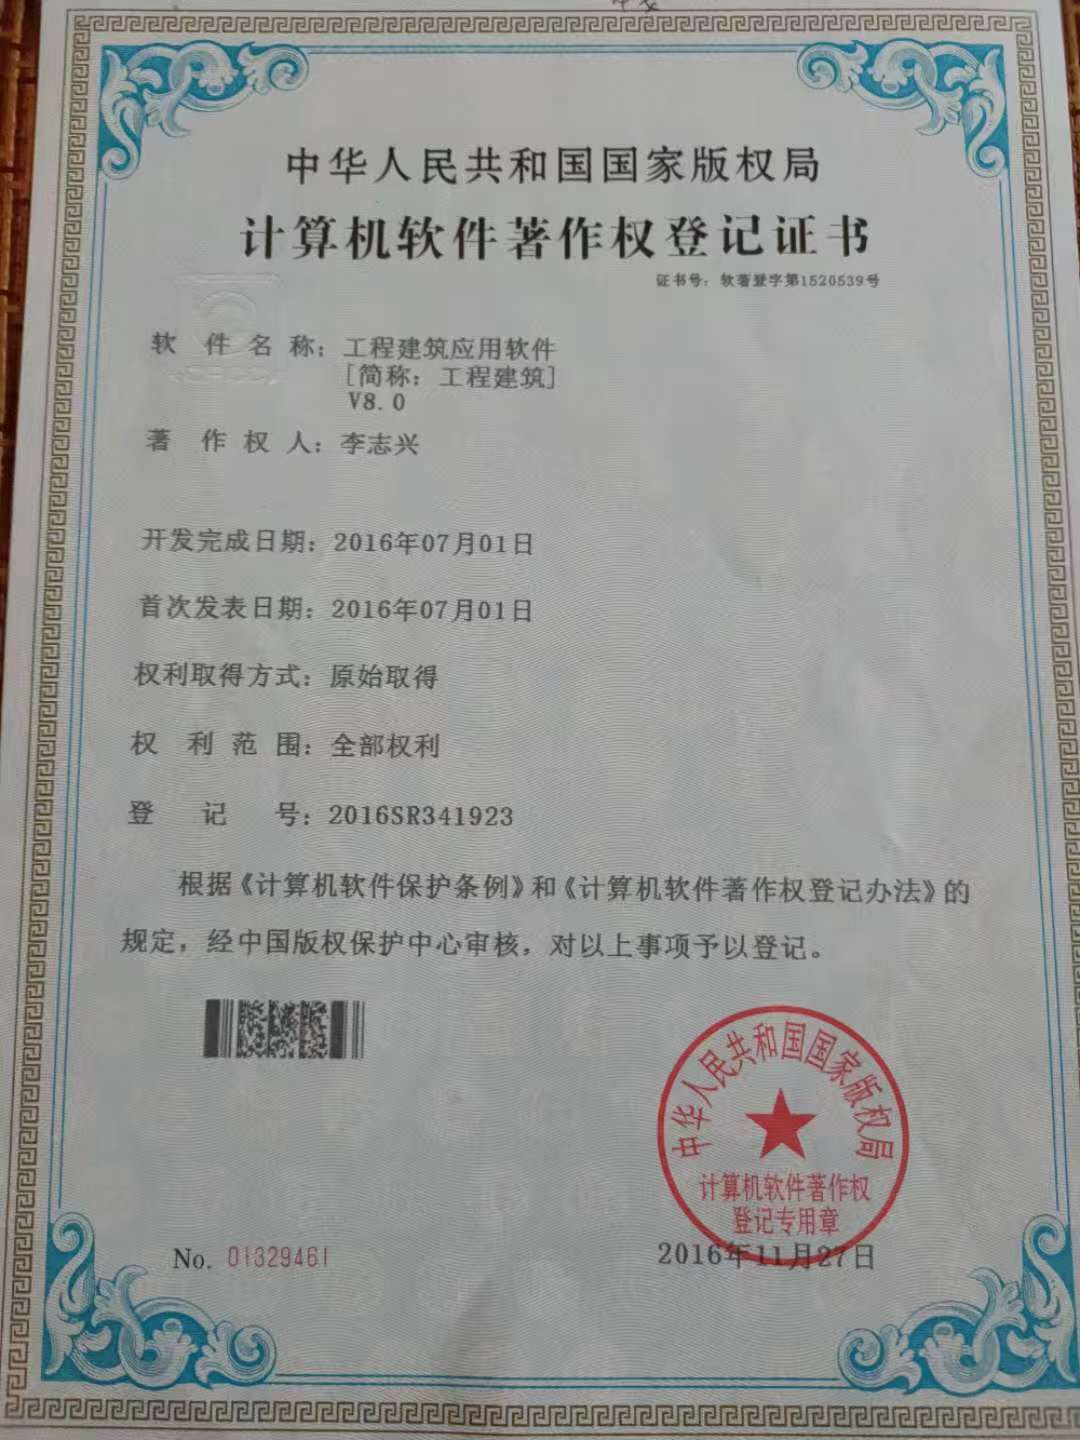 中华人民共和国国家版权局
计算机软件著作权登记证书
证书号：软著登字第1520539号
软件名称：工程建筑应用软件
[简称：工程建筑]
V8.0
著作权人：李志兴
开发完成日期：2016年07月01日
首次发表日期：2016年07月01日
权利取得方式：原始取得
权利范围：全部权利
登记号：2016SR341923
根据《计算机软件保护条例》和《计算机软件著作权登记办法》的
规定，经中国版权保护中心审核，对以上事项予以登记。
中华人民共和国国家版权局
计算机软件著作权
登记专用章
No. 01329461
2016年11月27日